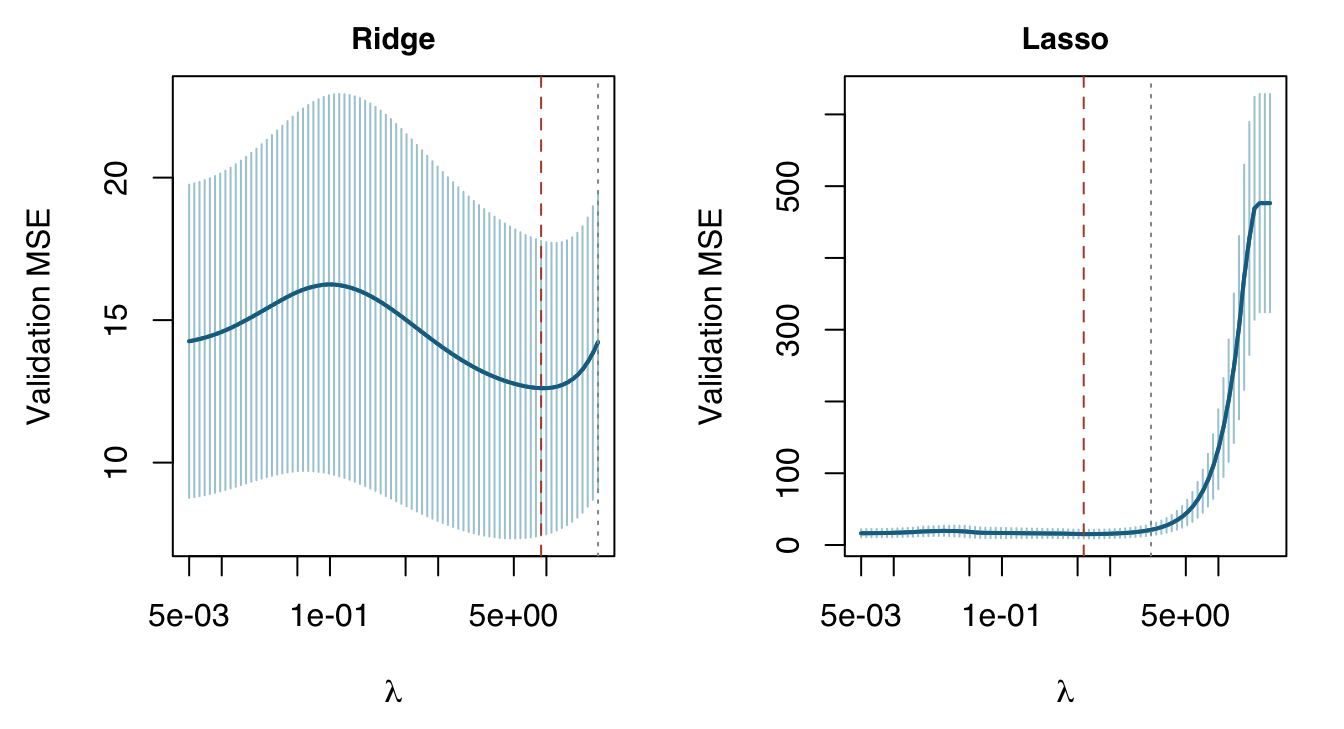 Ridge
Validation MSE
20
15
10
5e-03 1e-01 5e+00
λ
Lasso
Validation MSE
500
300
100
0
5e-03 1e-01 5e+00
λ